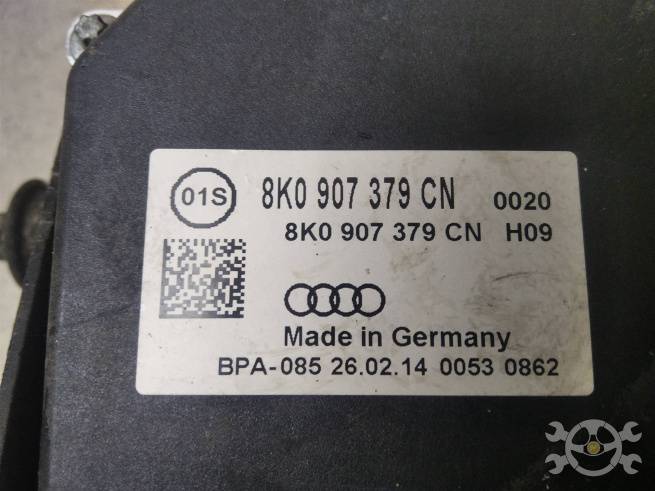 01S 8K0 907 379 CN 0020
8K0 907 379 CN H09
Made in Germany
BPA-085 26.02.14 0053 0862